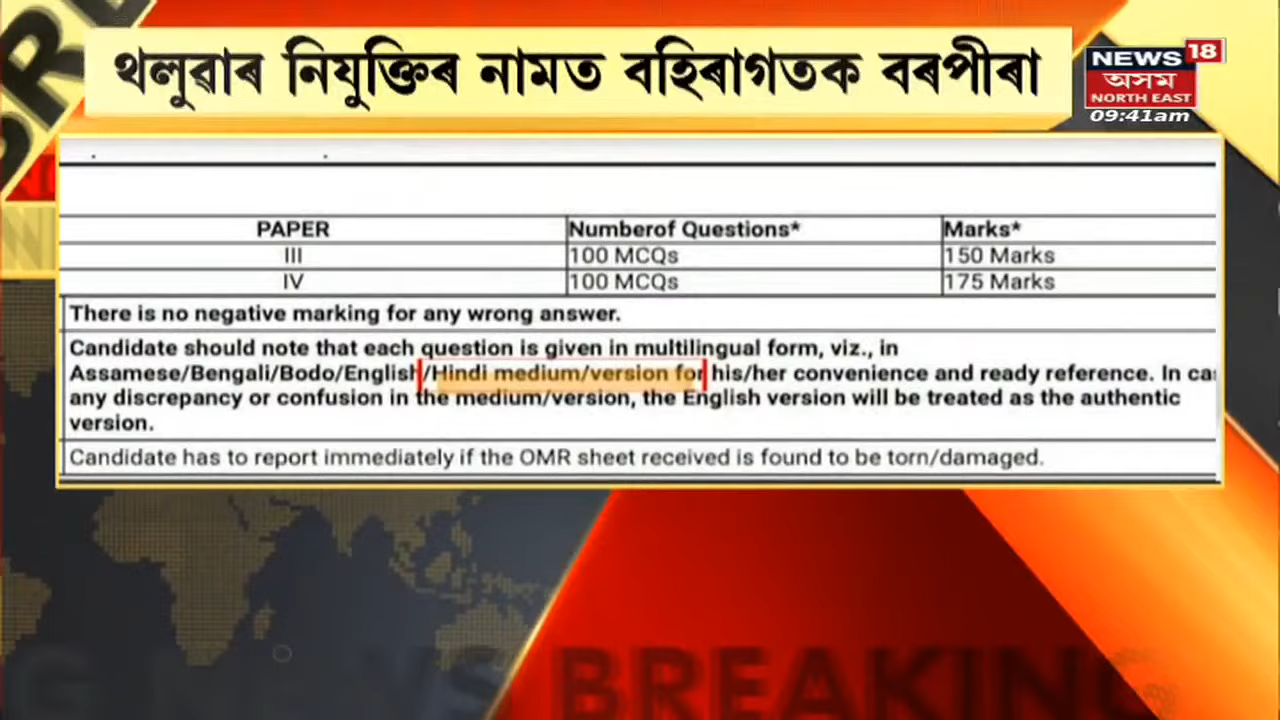 থলুৱাৰ নিযুক্তিৰ নামত বহিৰাগতক বৰপীৰা
NEWS 18
অসম
NORTH EAST
09:41am
PAPER Numberof Questions* Marks*
III 100 MCQs 150 Marks
IV 100 MCQs 175 Marks
There is no negative marking for any wrong answer.
Candidate should note that each question is given in multilingual form, viz., in
Assamese/Bengali/Bodo/English/Hindi medium/version for his/her convenience and ready reference. In ca
any discrepancy or confusion in the medium/version, the English version will be treated as the authentic
version.
Candidate has to report immediately if the OMR sheet received is found to be torn/damaged.
BREAKING